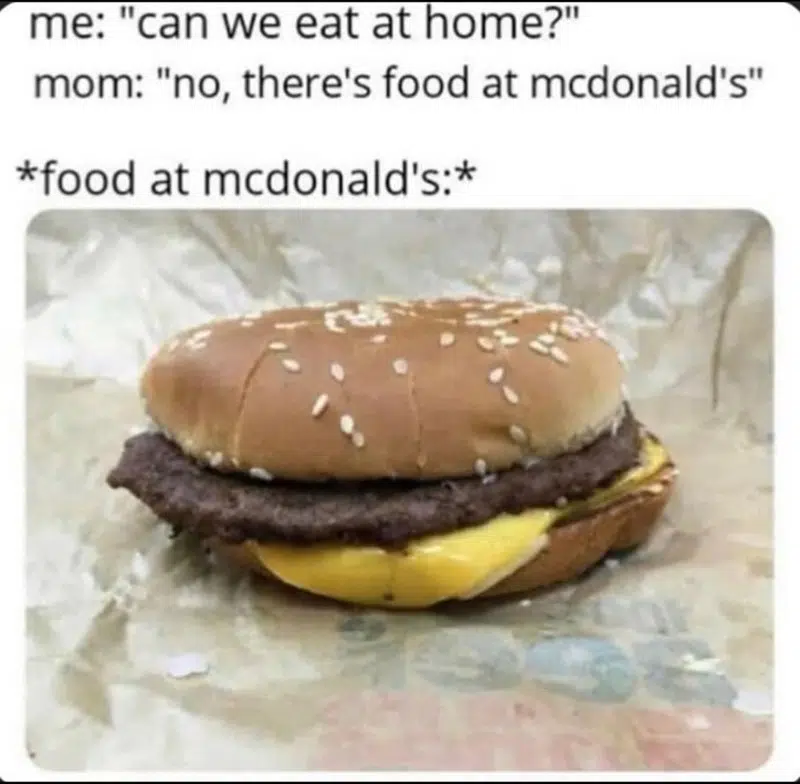 me: "can we eat at home?"
mom: "no, there's food at mcdonald's"
*food at mcdonald's:*